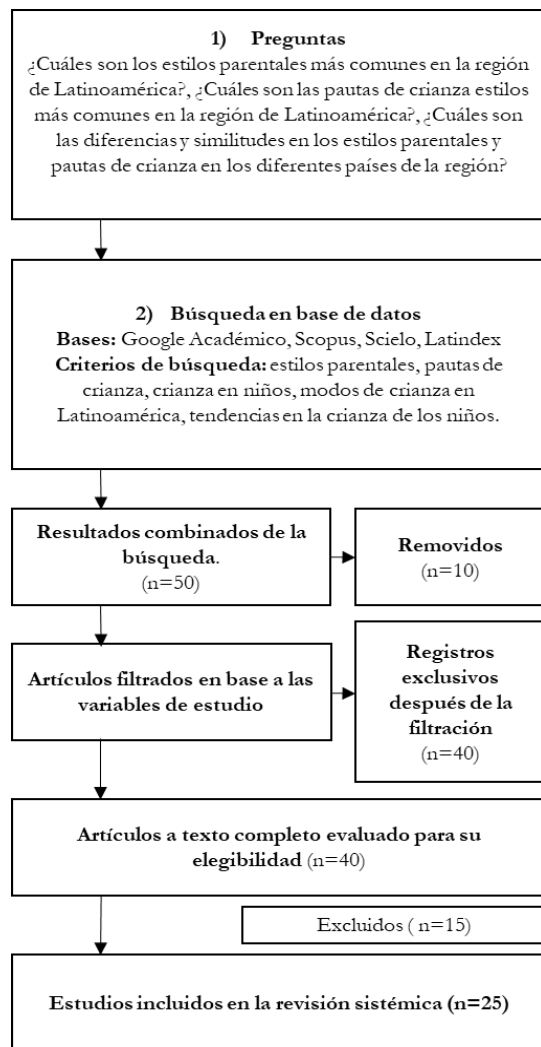 1) Preguntas
¿Cuáles son los estilos parentales más comunes en la región
de Latinoamérica?, ¿Cuáles son las pautas de crianza estilos
más comunes en la región de Latinoamérica?, ¿Cuáles son
las diferencias y similitudes en los estilos parentales y
pautas de crianza en los diferentes países de la región?
2) Búsqueda en base de datos
Bases: Google Académico, Scopus, Scielo, Latindex
Criterios de búsqueda: estilos parentales, pautas de
crianza, crianza en niños, modos de crianza en
Latinoamérica, tendencias en la crianza de los niños.
Resultados combinados de la
búsqueda.
(n=50)
Removidos
(n=10)
Artículos filtrados en base a las
variables de estudio
Registros
exclusivos
después de la
filtración
(n=40)
Artículos a texto completo evaluado para su
elegibilidad (n=40)
Excluidos ( n=15)
Estudios incluidos en la revisión sistémica (n=25)